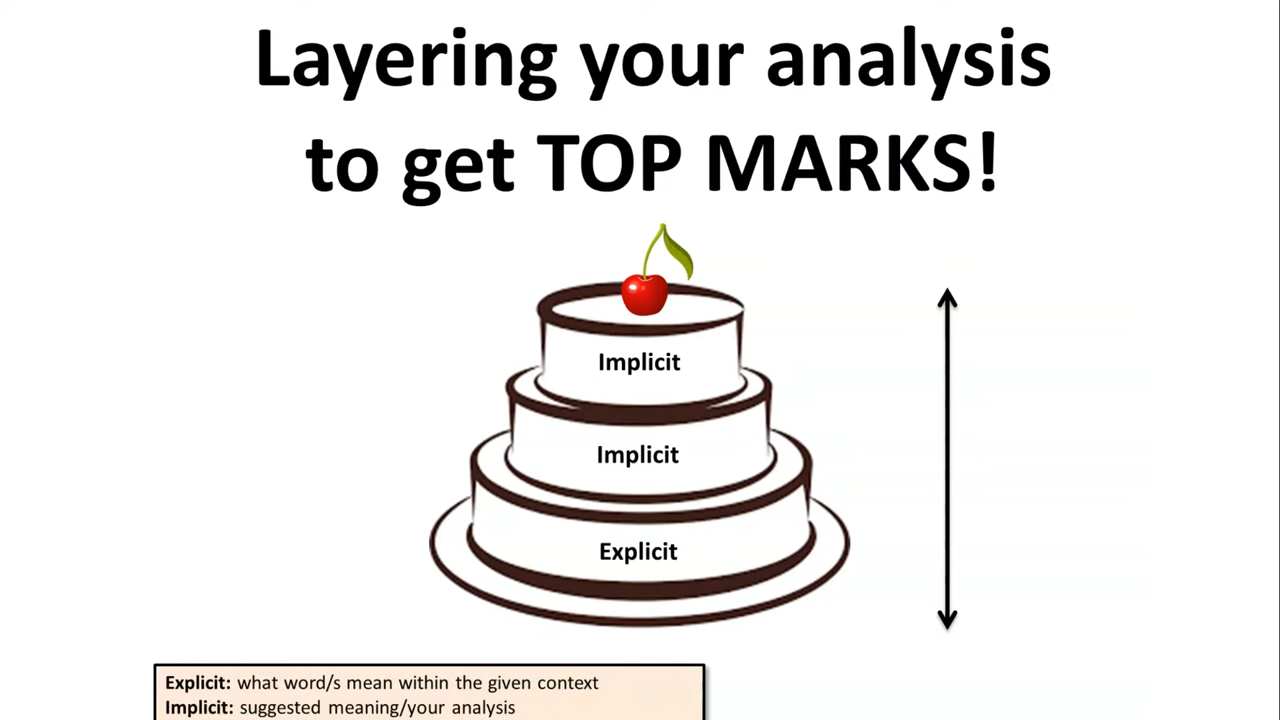 Layering your analysis
to get TOP MARKS!
Implicit
Implicit
Explicit
Explicit: what word/s mean within the given context
Implicit: suggested meaning/your analysis